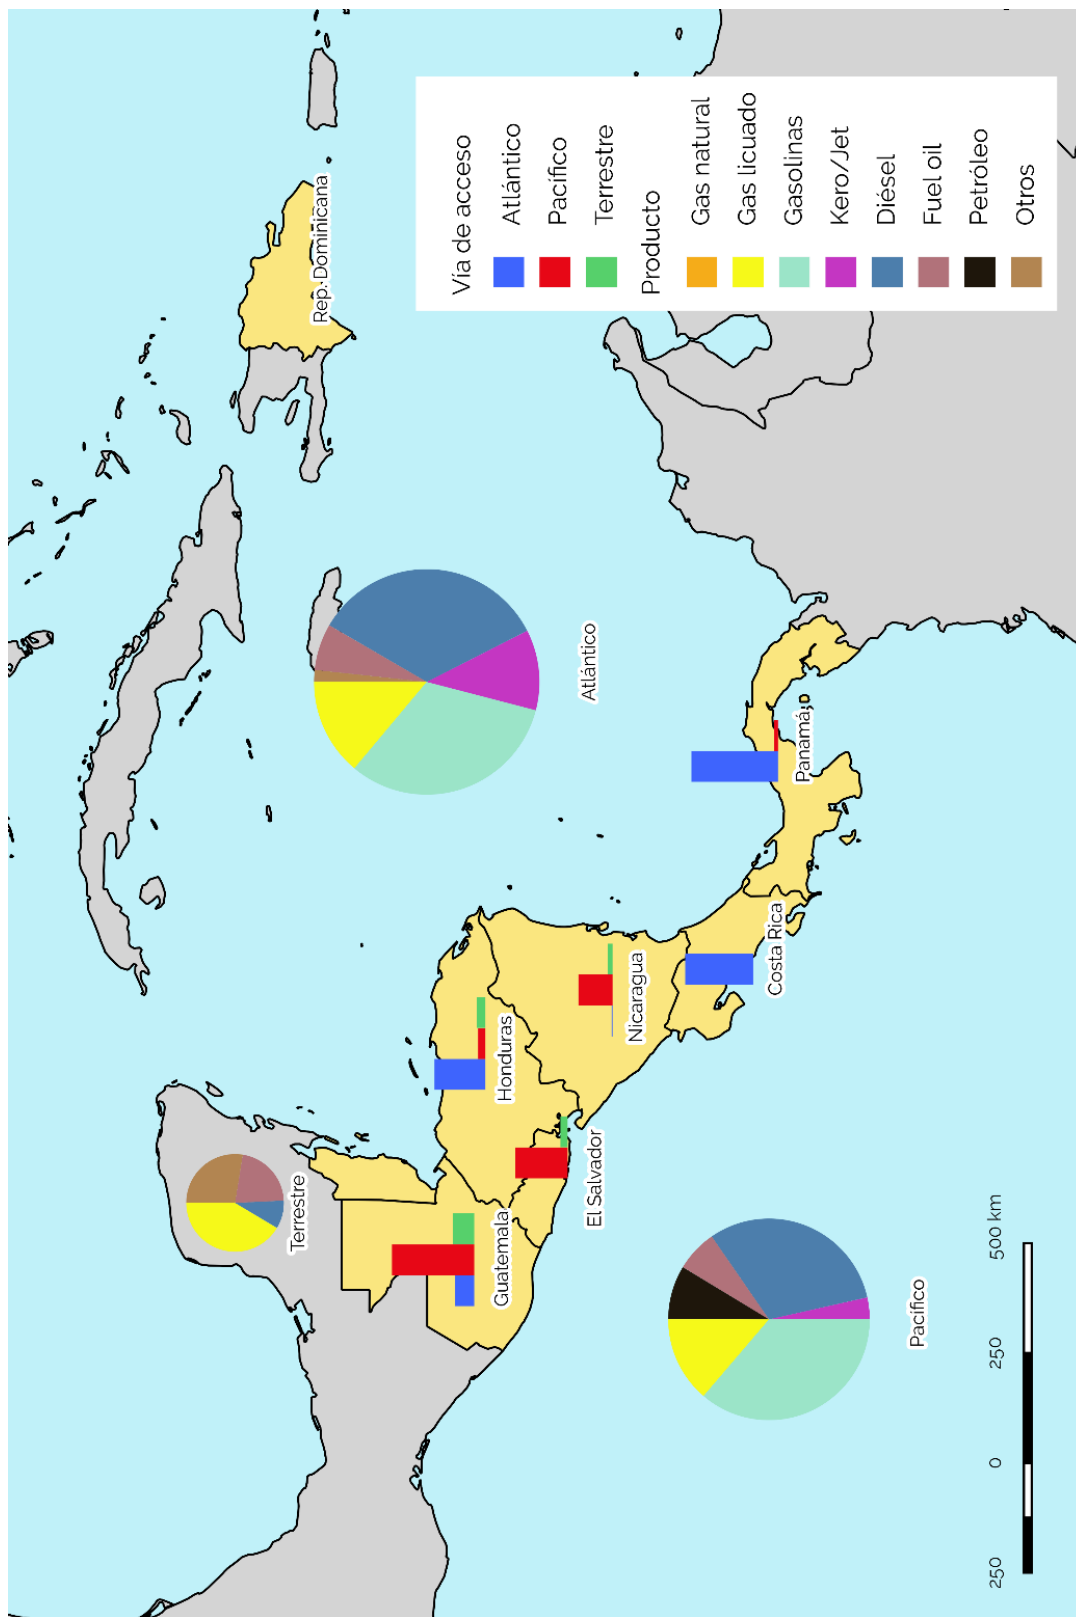 Rep. Dominicana
Vía de acceso
Atlántico
Pacífico
Terrestre
Producto
Gas natural
Gas licuado
Gasolinas
Kero/Jet
Diésel
Fuel oil
Petróleo
Otros
Terrestre
Atlántico
Guatemala
Honduras
El Salvador
Nicaragua
Costa Rica
Panamá
Pacífico
250
0
250
500 km